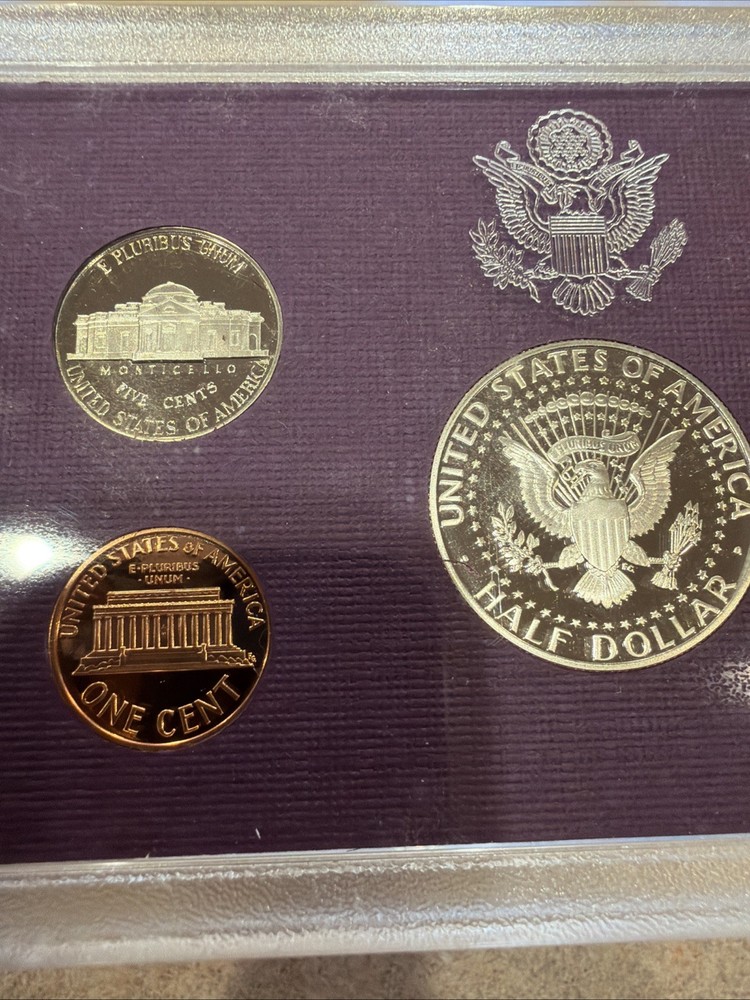 E PLURIBUS UNUM
MONTICELLO
FIVE CENTS
UNITED STATES OF AMERICA
UNITED STATES OF AMERICA
E PLURIBUS UNUM
HALF DOLLAR
UNITED STATES OF AMERICA
E·PLURIBUS
·UNUM·
ONE CENT